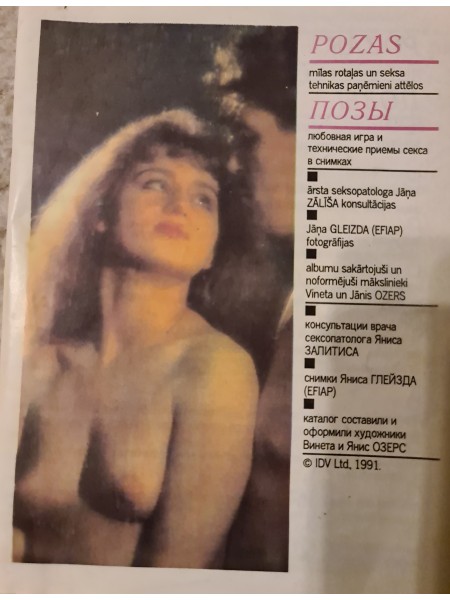 POZAS
mīlas rotaļas un seksa
tehnikas paņēmieni attēlos
ПОЗЫ
любовная игра и
технические приемы секса
в снимках
ārsta seksopatologa Jāņa
ZĀLĪŠA konsultācijas
Jāņa GLEIZDA (EFIAP)
fotogrāfijas
albumu sakārtojuši un
noformējuši mākslinieki
Vineta un Jānis OZERS
консультации врача
сексопатолога Яниса
ЗАЛИТИСА
снимки Яниса ГЛЕЙЗДА
(EFIAP)
каталог составили и
оформили художники
Винета и Янис ОЗЕРС
© IDV Ltd, 1991.